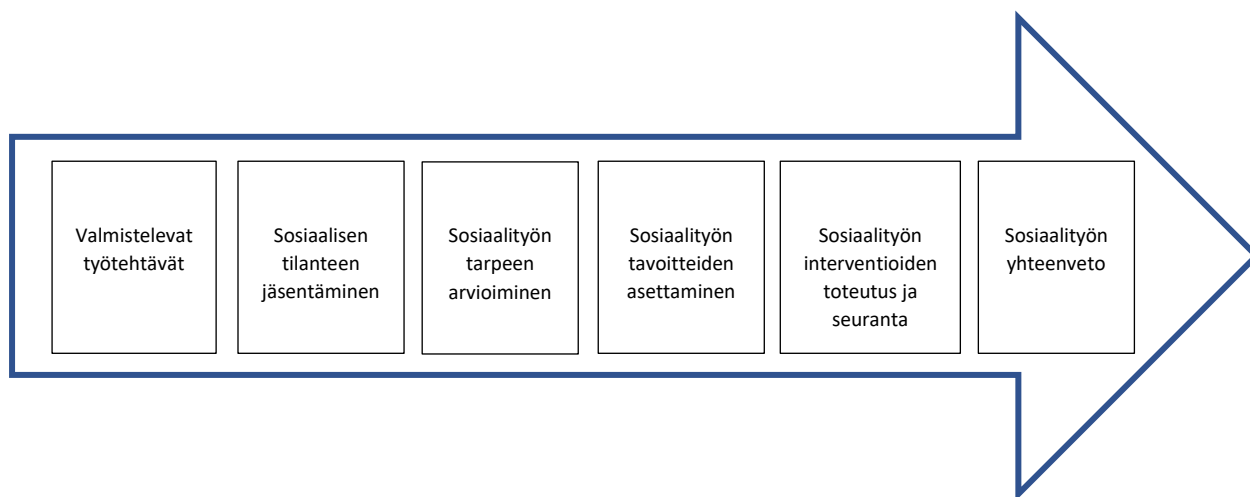 Valmistelevat
työtehtävät
Sosiaalisen
tilanteen
jäsentäminen
Sosiaalityön
tarpeen
arvioiminen
Sosiaalityön
tavoitteiden
asettaminen
Sosiaalityön
interventioiden
toteutus ja
seuranta
Sosiaalityön
yhteenveto